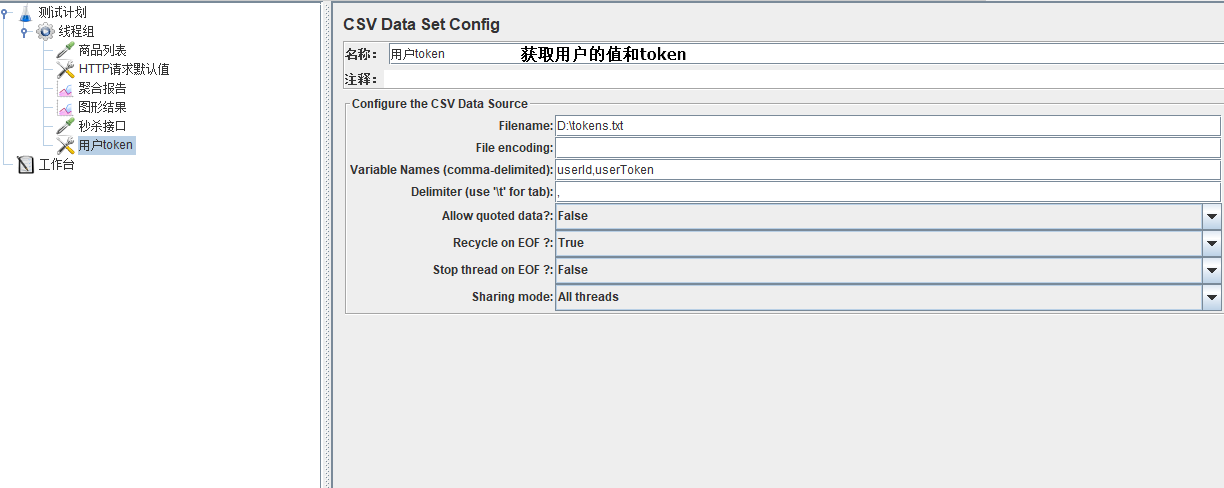 测试计划
线程组
商品列表
HTTP请求默认值
聚合报告
图形结果
秒杀接口
用户token
工作台
CSV Data Set Config
名称： 用户token 获取用户的值和token
注释：
Configure the CSV Data Source
Filename: D:\tokens.txt
File encoding:
Variable Names (comma-delimited): userId,userToken
Delimiter (use '\t' for tab): ,
Allow quoted data?: False
Recycle on EOF ?: True
Stop thread on EOF ?: False
Sharing mode: All threads